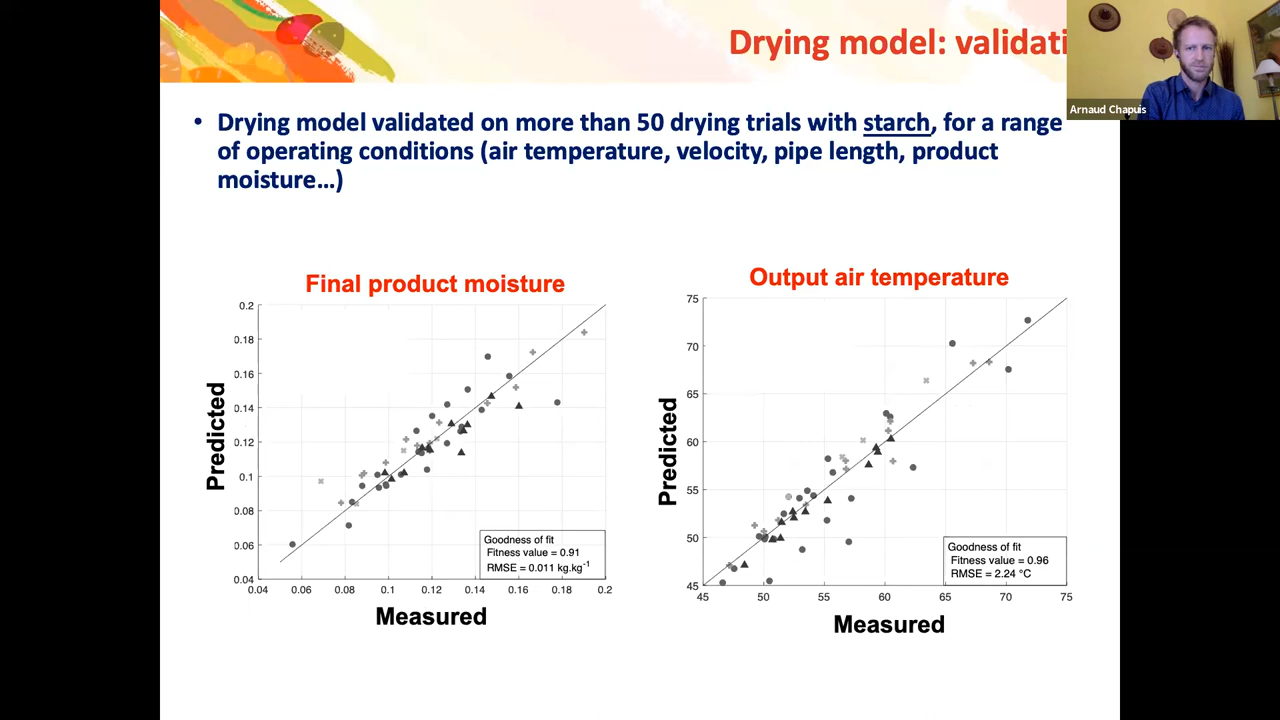 Drying model: validati
Arnaud Chapuis
• Drying model validated on more than 50 drying trials with starch, for a range
of operating conditions (air temperature, velocity, pipe length, product
moisture...)
Final product moisture
0.2
0.18
0.16
0.14
0.12
0.1
0.08
0.06
0.04
0.04 0.06 0.08 0.1 0.12 0.14 0.16 0.18 0.2
Predicted
Measured
Goodness of fit
Fitness value = 0.91
RMSE = 0.011 kg.kg⁻¹
Output air temperature
75
70
65
60
55
50
45
45 50 55 60 65 70 75
Predicted
Measured
Goodness of fit
Fitness value = 0.96
RMSE = 2.24 °C